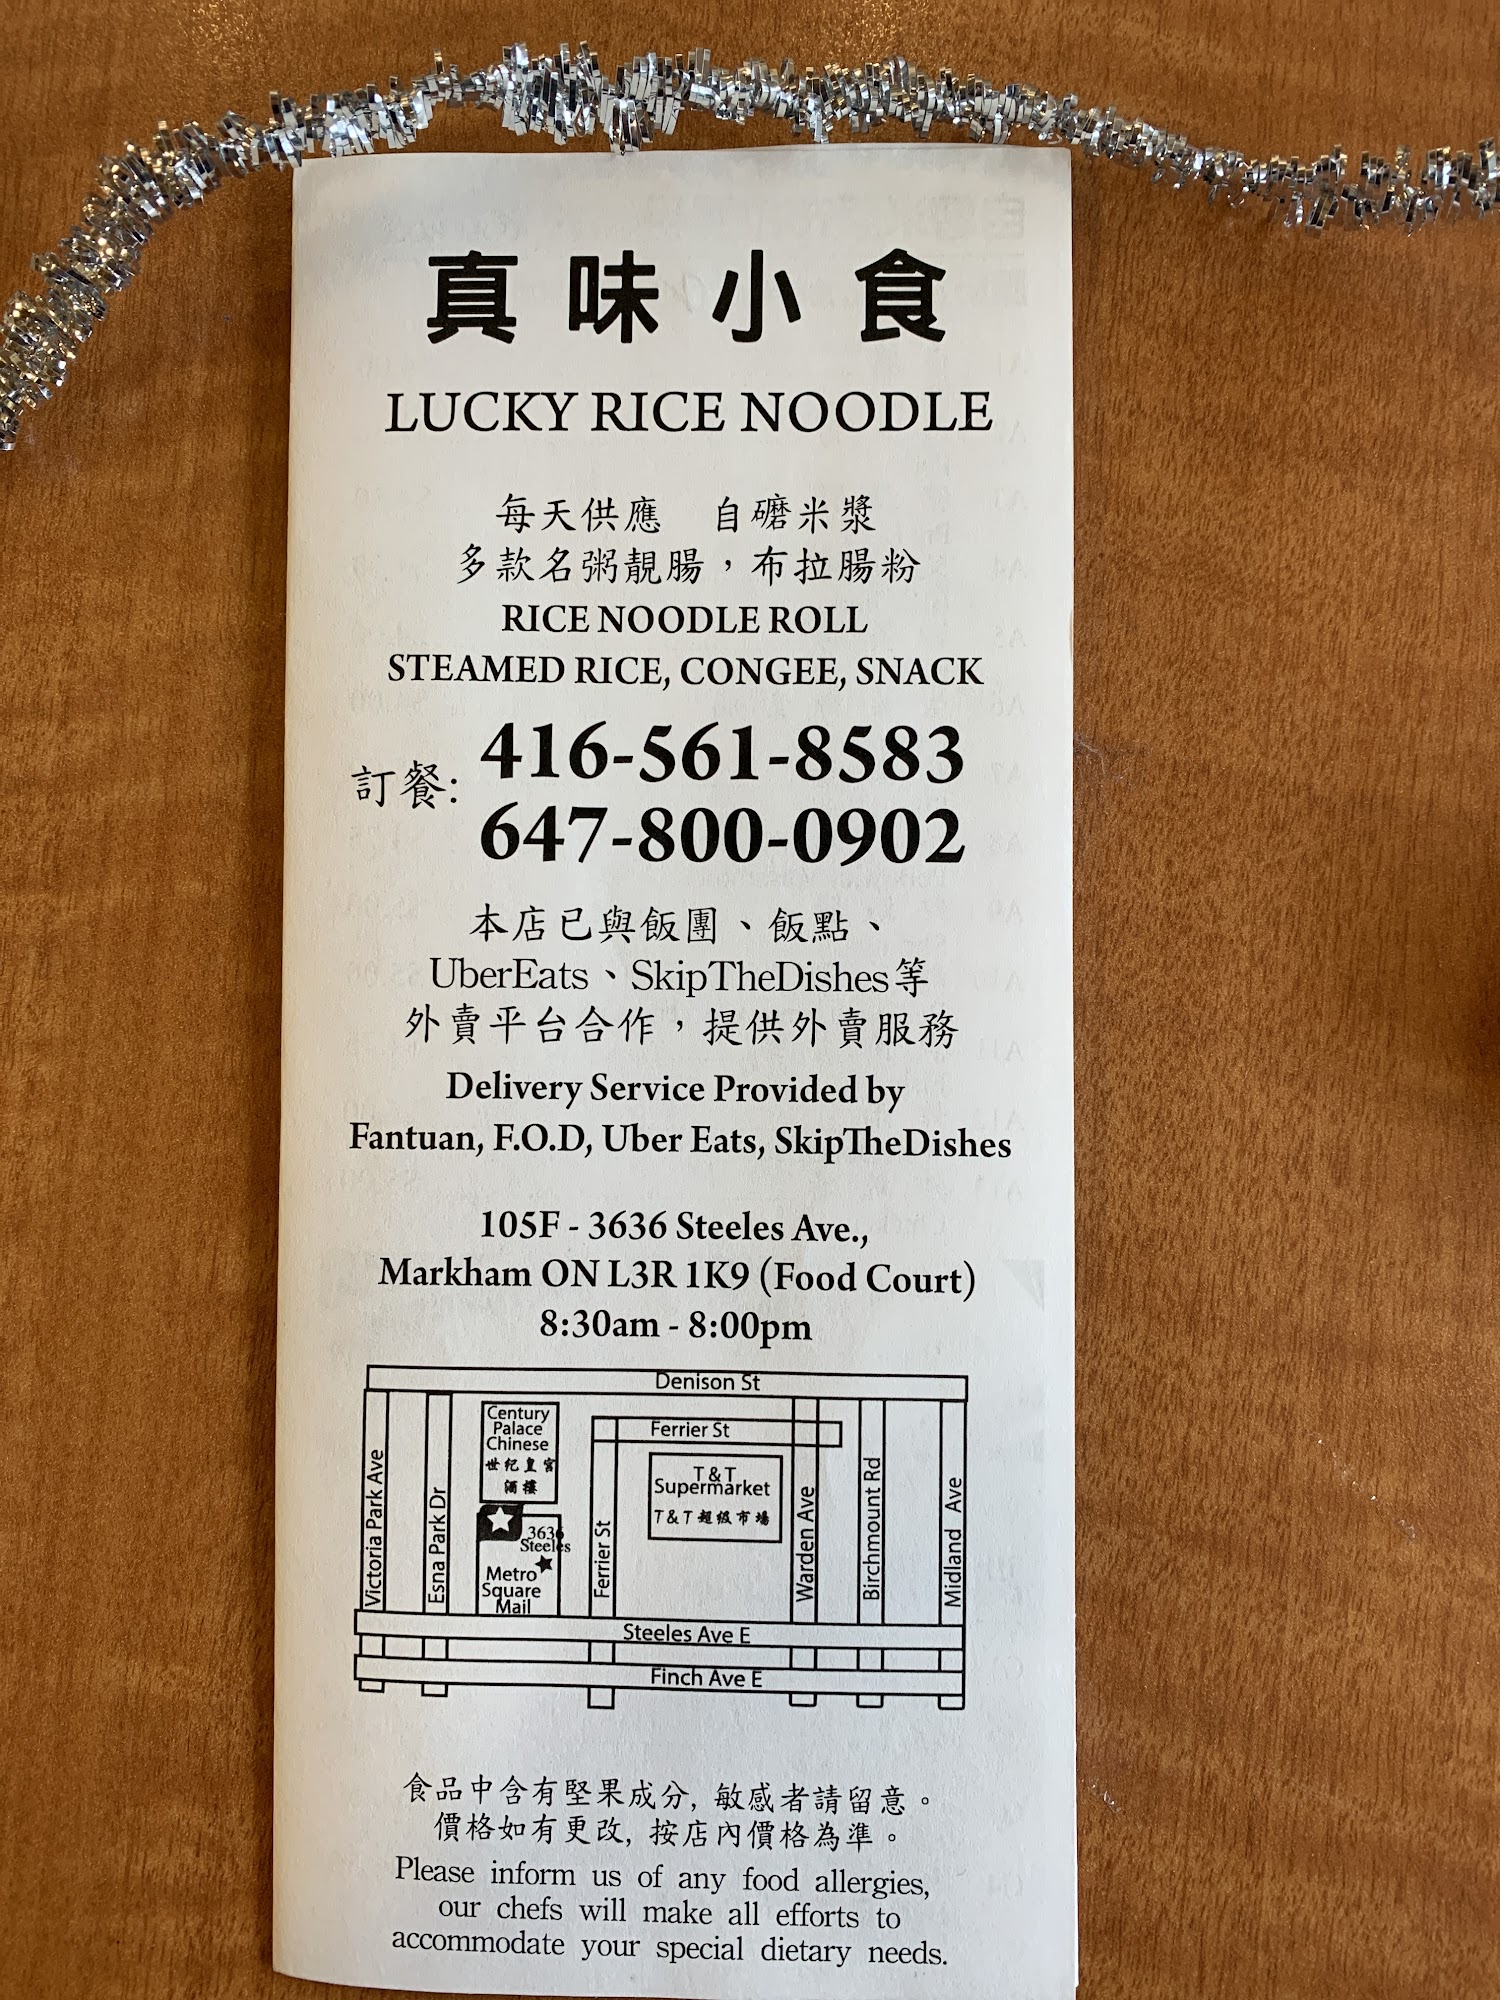 真味小食
LUCKY RICE NOODLE
每天供應 自磨米漿
多款名粥靚腸，布拉腸粉
RICE NOODLE ROLL
STEAMED RICE, CONGEE, SNACK
訂餐: 416-561-8583
647-800-0902
本店已與飯團、飯點、
UberEats、SkipTheDishes等
外賣平台合作，提供外賣服務
Delivery Service Provided by
Fantuan, F.O.D, Uber Eats, SkipTheDishes
105F - 3636 Steeles Ave.,
Markham ON L3R 1K9 (Food Court)
8:30am - 8:00pm
Denison St
Century
Palace
Chinese
世紀皇宮
酒樓
Ferrier St
T & T
Supermarket
T&T超級市場
Victoria Park Ave
Esna Park Dr
3636
Steeles
Metro
Square
Mail
Ferrier St
Warden Ave
Birchmount Rd
Midland Ave
Steeles Ave E
Finch Ave E
食品中含有堅果成分, 敏感者請留意。
價格如有更改, 按店內價格為準。
Please inform us of any food allergies,
our chefs will make all efforts to
accommodate your special dietary needs.